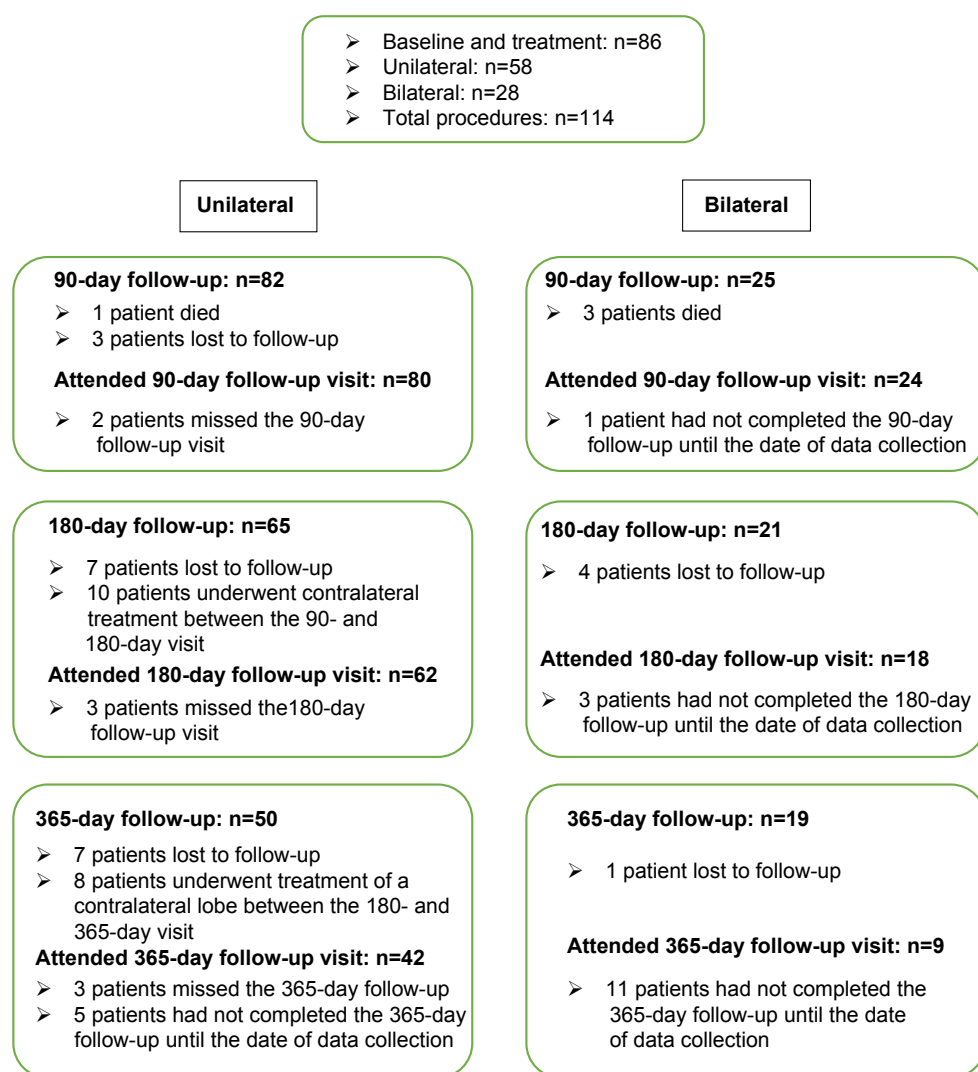 ➢ Baseline and treatment: n=86
➢ Unilateral: n=58
➢ Bilateral: n=28
➢ Total procedures: n=114
Unilateral
90-day follow-up: n=82
➢ 1 patient died
➢ 3 patients lost to follow-up
Attended 90-day follow-up visit: n=80
➢ 2 patients missed the 90-day
follow-up visit
180-day follow-up: n=65
➢ 7 patients lost to follow-up
➢ 10 patients underwent contralateral
treatment between the 90- and
180-day visit
Attended 180-day follow-up visit: n=62
➢ 3 patients missed the180-day
follow-up visit
365-day follow-up: n=50
➢ 7 patients lost to follow-up
➢ 8 patients underwent treatment of a
contralateral lobe between the 180- and
365-day visit
Attended 365-day follow-up visit: n=42
➢ 3 patients missed the 365-day follow-up
➢ 5 patients had not completed the 365-day
follow-up until the date of data collection
Bilateral
90-day follow-up: n=25
➢ 3 patients died
Attended 90-day follow-up visit: n=24
➢ 1 patient had not completed the 90-day
follow-up until the date of data collection
180-day follow-up: n=21
➢ 4 patients lost to follow-up
Attended 180-day follow-up visit: n=18
➢ 3 patients had not completed the 180-day
follow-up until the date of data collection
365-day follow-up: n=19
➢ 1 patient lost to follow-up
Attended 365-day follow-up visit: n=9
➢ 11 patients had not completed the
365-day follow-up until the date
of data collection